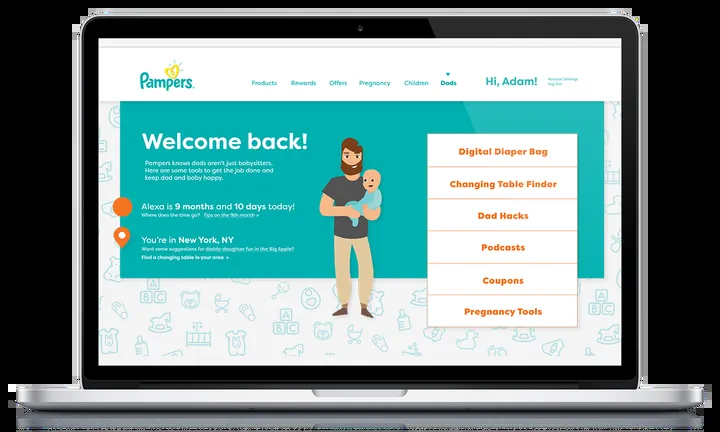 Pampers
Products Rewards Offers Pregnancy Children Dads
Hi, Adam!
Account Settings
Log Out
Welcome back!
Pampers knows dads aren't just babysitters.
Here are some tools to get the job done and
keep dad and baby happy.
Alexa is 9 months and 10 days today!
Where does the time go? Tips on the 9th month >
You're in New York, NY
Want some suggestions for daddy-daughter fun in the Big Apple?
Find a changing table in your area >
Digital Diaper Bag
Changing Table Finder
Dad Hacks
Podcasts
Coupons
Pregnancy Tools
A
B C
A
B C
A
B C
A
B C